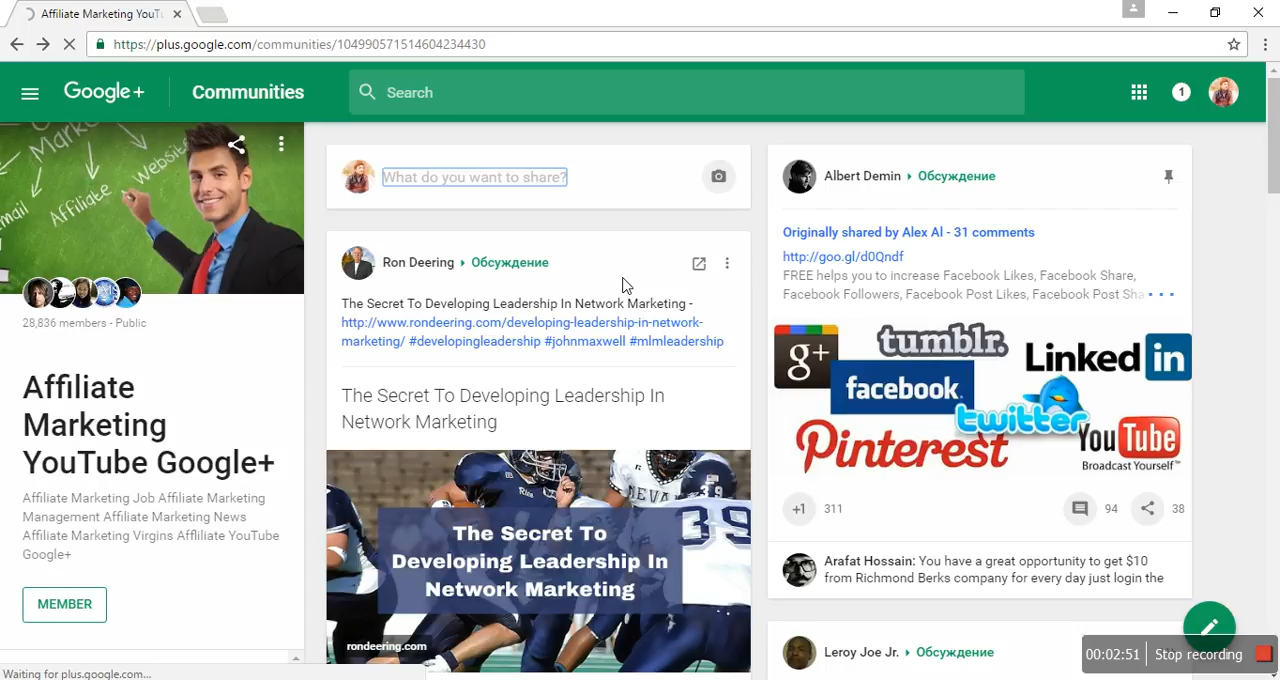 Affiliate Marketing YouTu
https://plus.google.com/communities/104990571514604234430
Google+
Communities
Search
1
Market
Website
Affiliate
Email
28,836 members - Public
Affiliate
Marketing
YouTube Google+
Affiliate Marketing Job Affiliate Marketing
Management Affiliate Marketing News
Affiliate Marketing Virgins Affliliate YouTube
Google+
MEMBER
What do you want to share?
Ron Deering
Обсуждение
The Secret To Developing Leadership In Network Marketing -
http://www.rondeering.com/developing-leadership-in-network-
marketing/ #developingleadership #johnmaxwell #mlmleadership
The Secret To Developing Leadership In
Network Marketing
The Secret To
Developing Leadership In
Network Marketing
rondeering.com
Albert Demin
Обсуждение
Originally shared by Alex Al - 31 comments
http://goo.gl/d0Qndf
FREE helps you to increase Facebook Likes, Facebook Share,
Facebook Followers, Facebook Post Likes, Facebook Post Sha
g+
tumblr.
Linked in
facebook
twitter
Pinterest
YouTube
Broadcast Yourself™
+1
311
94
38
Arafat Hossain: You have a great opportunity to get $10
from Richmond Berks company for every day just login the
Leroy Joe Jr.
Обсуждение
00:02:51
Stop recording
Waiting for plus.google.com...